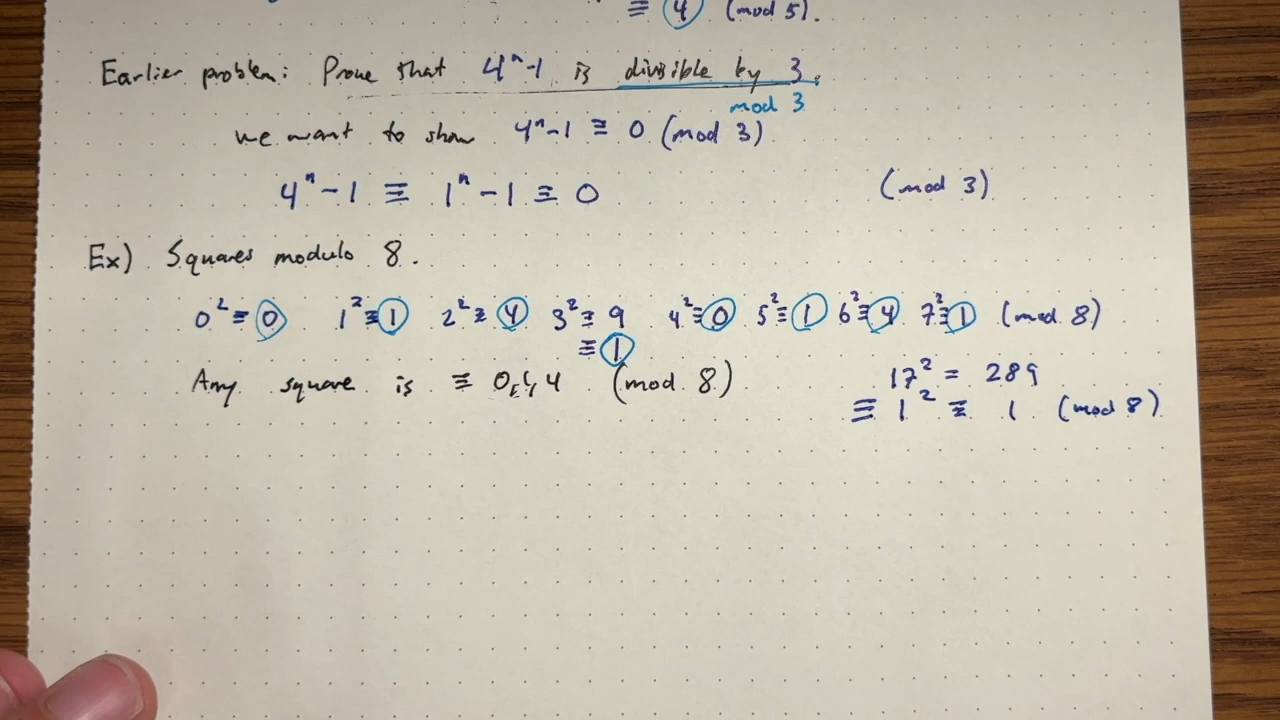 ≡ 4 (mod 5).
Earlier problem: Prove that 4ⁿ-1 is divisible by 3.
mod 3
we want to show 4ⁿ-1 ≡ 0 (mod 3)
4ⁿ - 1 ≡ 1ⁿ - 1 ≡ 0 (mod 3)
Ex) Squares modulo 8.
0² ≡ 0 1² ≡ 1 2² ≡ 4 3² ≡ 9 4² ≡ 0 5² ≡ 1 6² ≡ 4 7² ≡ 1 (mod 8)
≡ 1
Any square is ≡ 0, 1, 4 (mod 8)
17² = 289
≡ 1² ≡ 1 (mod 8)